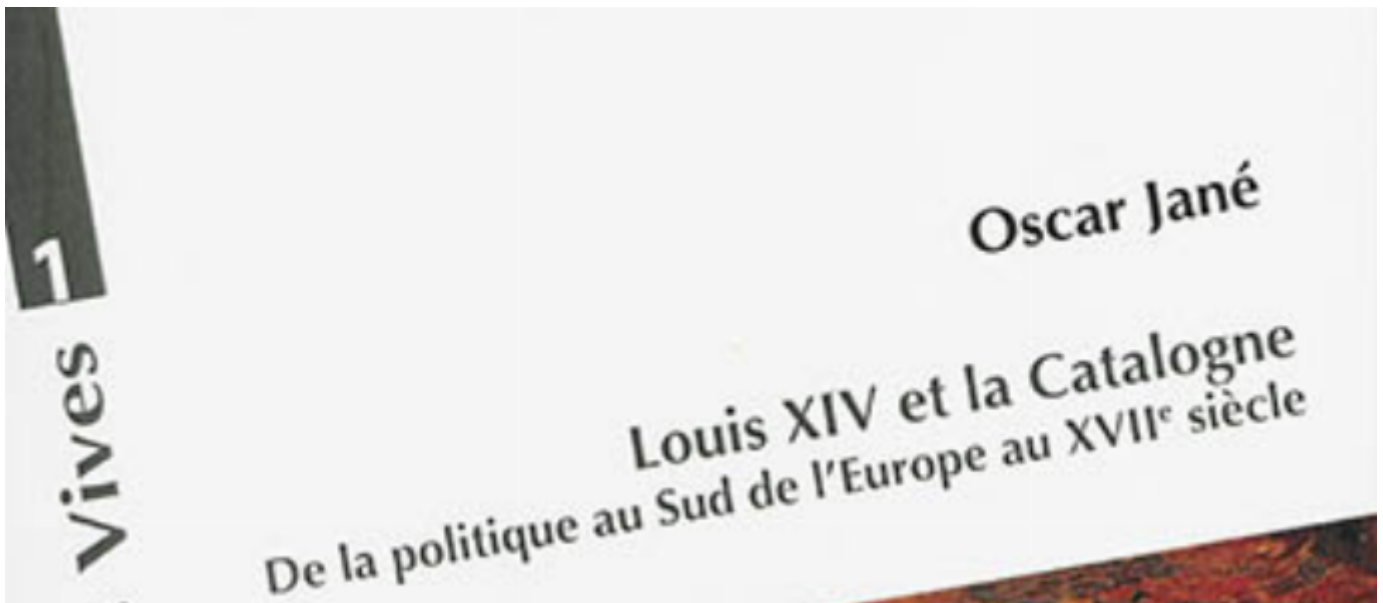 1
Vives
Oscar Jané
Louis XIV et la Catalogne
De la politique au Sud de l'Europe au XVIIᵉ siècle